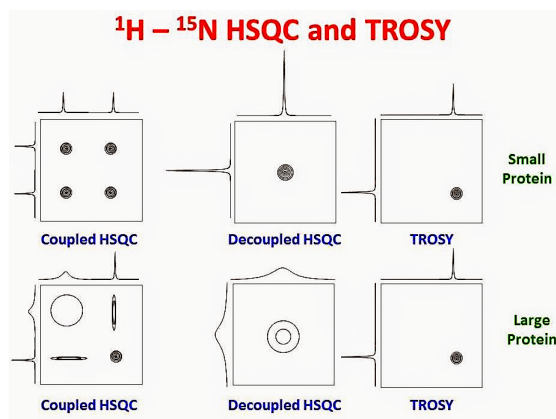 ¹H – ¹⁵N HSQC and TROSY
Small
Protein
Coupled HSQC
Decoupled HSQC
TROSY
Large
Protein
Coupled HSQC
Decoupled HSQC
TROSY